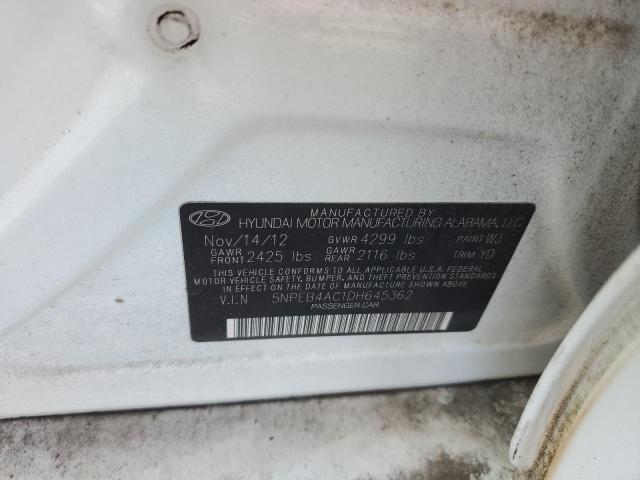 MANUFACTURED BY
HYUNDAI MOTOR MANUFACTURING ALABAMA, LLC
Nov/14/12 GVWR 4299 lbs PAINT WJ
GAWR FRONT 2425 lbs GAWR REAR 2116 lbs TRIM YD
THIS VEHICLE CONFORMS TO ALL APPLICABLE U.S.A. FEDERAL
MOTOR VEHICLE SAFETY, BUMPER, AND THEFT PREVENTION STANDARDS
IN EFFECT ON THE DATE OF MANUFACTURE SHOWN ABOVE.
V.I.N 5NPEB4AC1DH645362
PASSENGER CAR